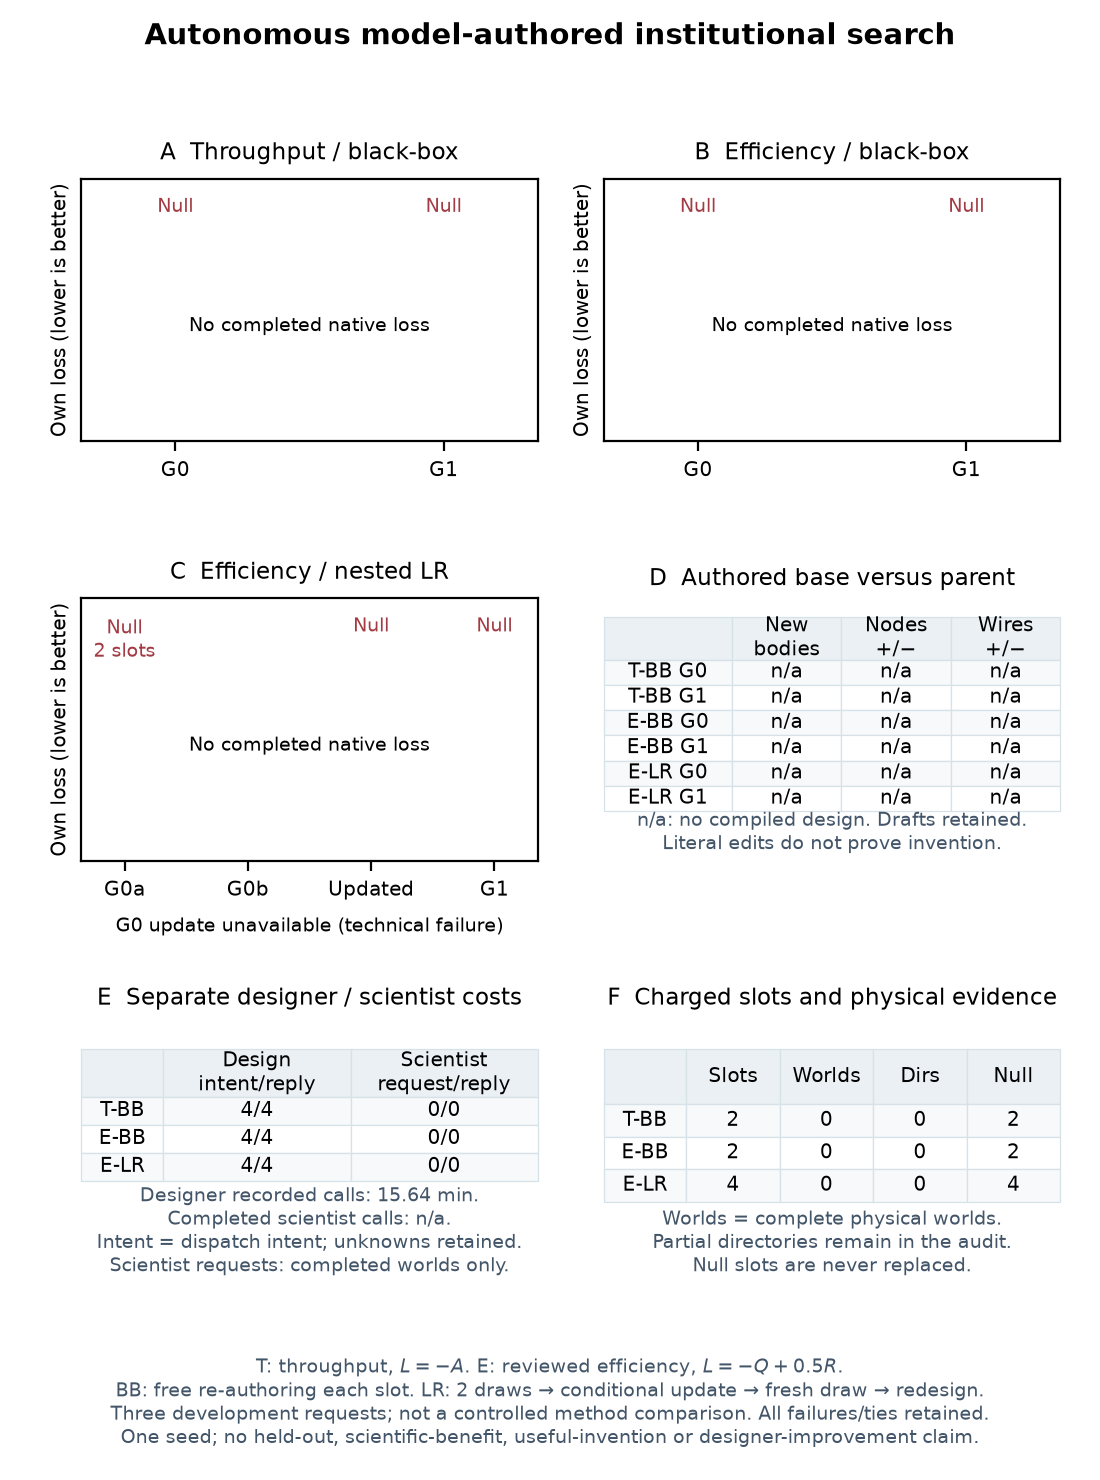 Autonomous model-authored institutional search
A  Throughput / black-box
Own loss (lower is better)
Null
Null
No completed native loss
G0
G1
B  Efficiency / black-box
Own loss (lower is better)
Null
Null
No completed native loss
G0
G1
C  Efficiency / nested LR
Own loss (lower is better)
Null
2 slots
Null
Null
No completed native loss
G0a
G0b
Updated
G1
G0 update unavailable (technical failure)
D  Authored base versus parent
New bodies  Nodes +/−  Wires +/−
T-BB G0  n/a  n/a  n/a
T-BB G1  n/a  n/a  n/a
E-BB G0  n/a  n/a  n/a
E-BB G1  n/a  n/a  n/a
E-LR G0  n/a  n/a  n/a
E-LR G1  n/a  n/a  n/a
n/a: no compiled design. Drafts retained.
Literal edits do not prove invention.
E  Separate designer / scientist costs
Design intent/reply  Scientist request/reply
T-BB  4/4  0/0
E-BB  4/4  0/0
E-LR  4/4  0/0
Designer recorded calls: 15.64 min.
Completed scientist calls: n/a.
Intent = dispatch intent; unknowns retained.
Scientist requests: completed worlds only.
F  Charged slots and physical evidence
Slots  Worlds  Dirs  Null
T-BB  2  0  0  2
E-BB  2  0  0  2
E-LR  4  0  0  4
Worlds = complete physical worlds.
Partial directories remain in the audit.
Null slots are never replaced.
T: throughput, L = −A. E: reviewed efficiency, L = −Q + 0.5R.
BB: free re-authoring each slot. LR: 2 draws → conditional update → fresh draw → redesign.
Three development requests; not a controlled method comparison. All failures/ties retained.
One seed; no held-out, scientific-benefit, useful-invention or designer-improvement claim.